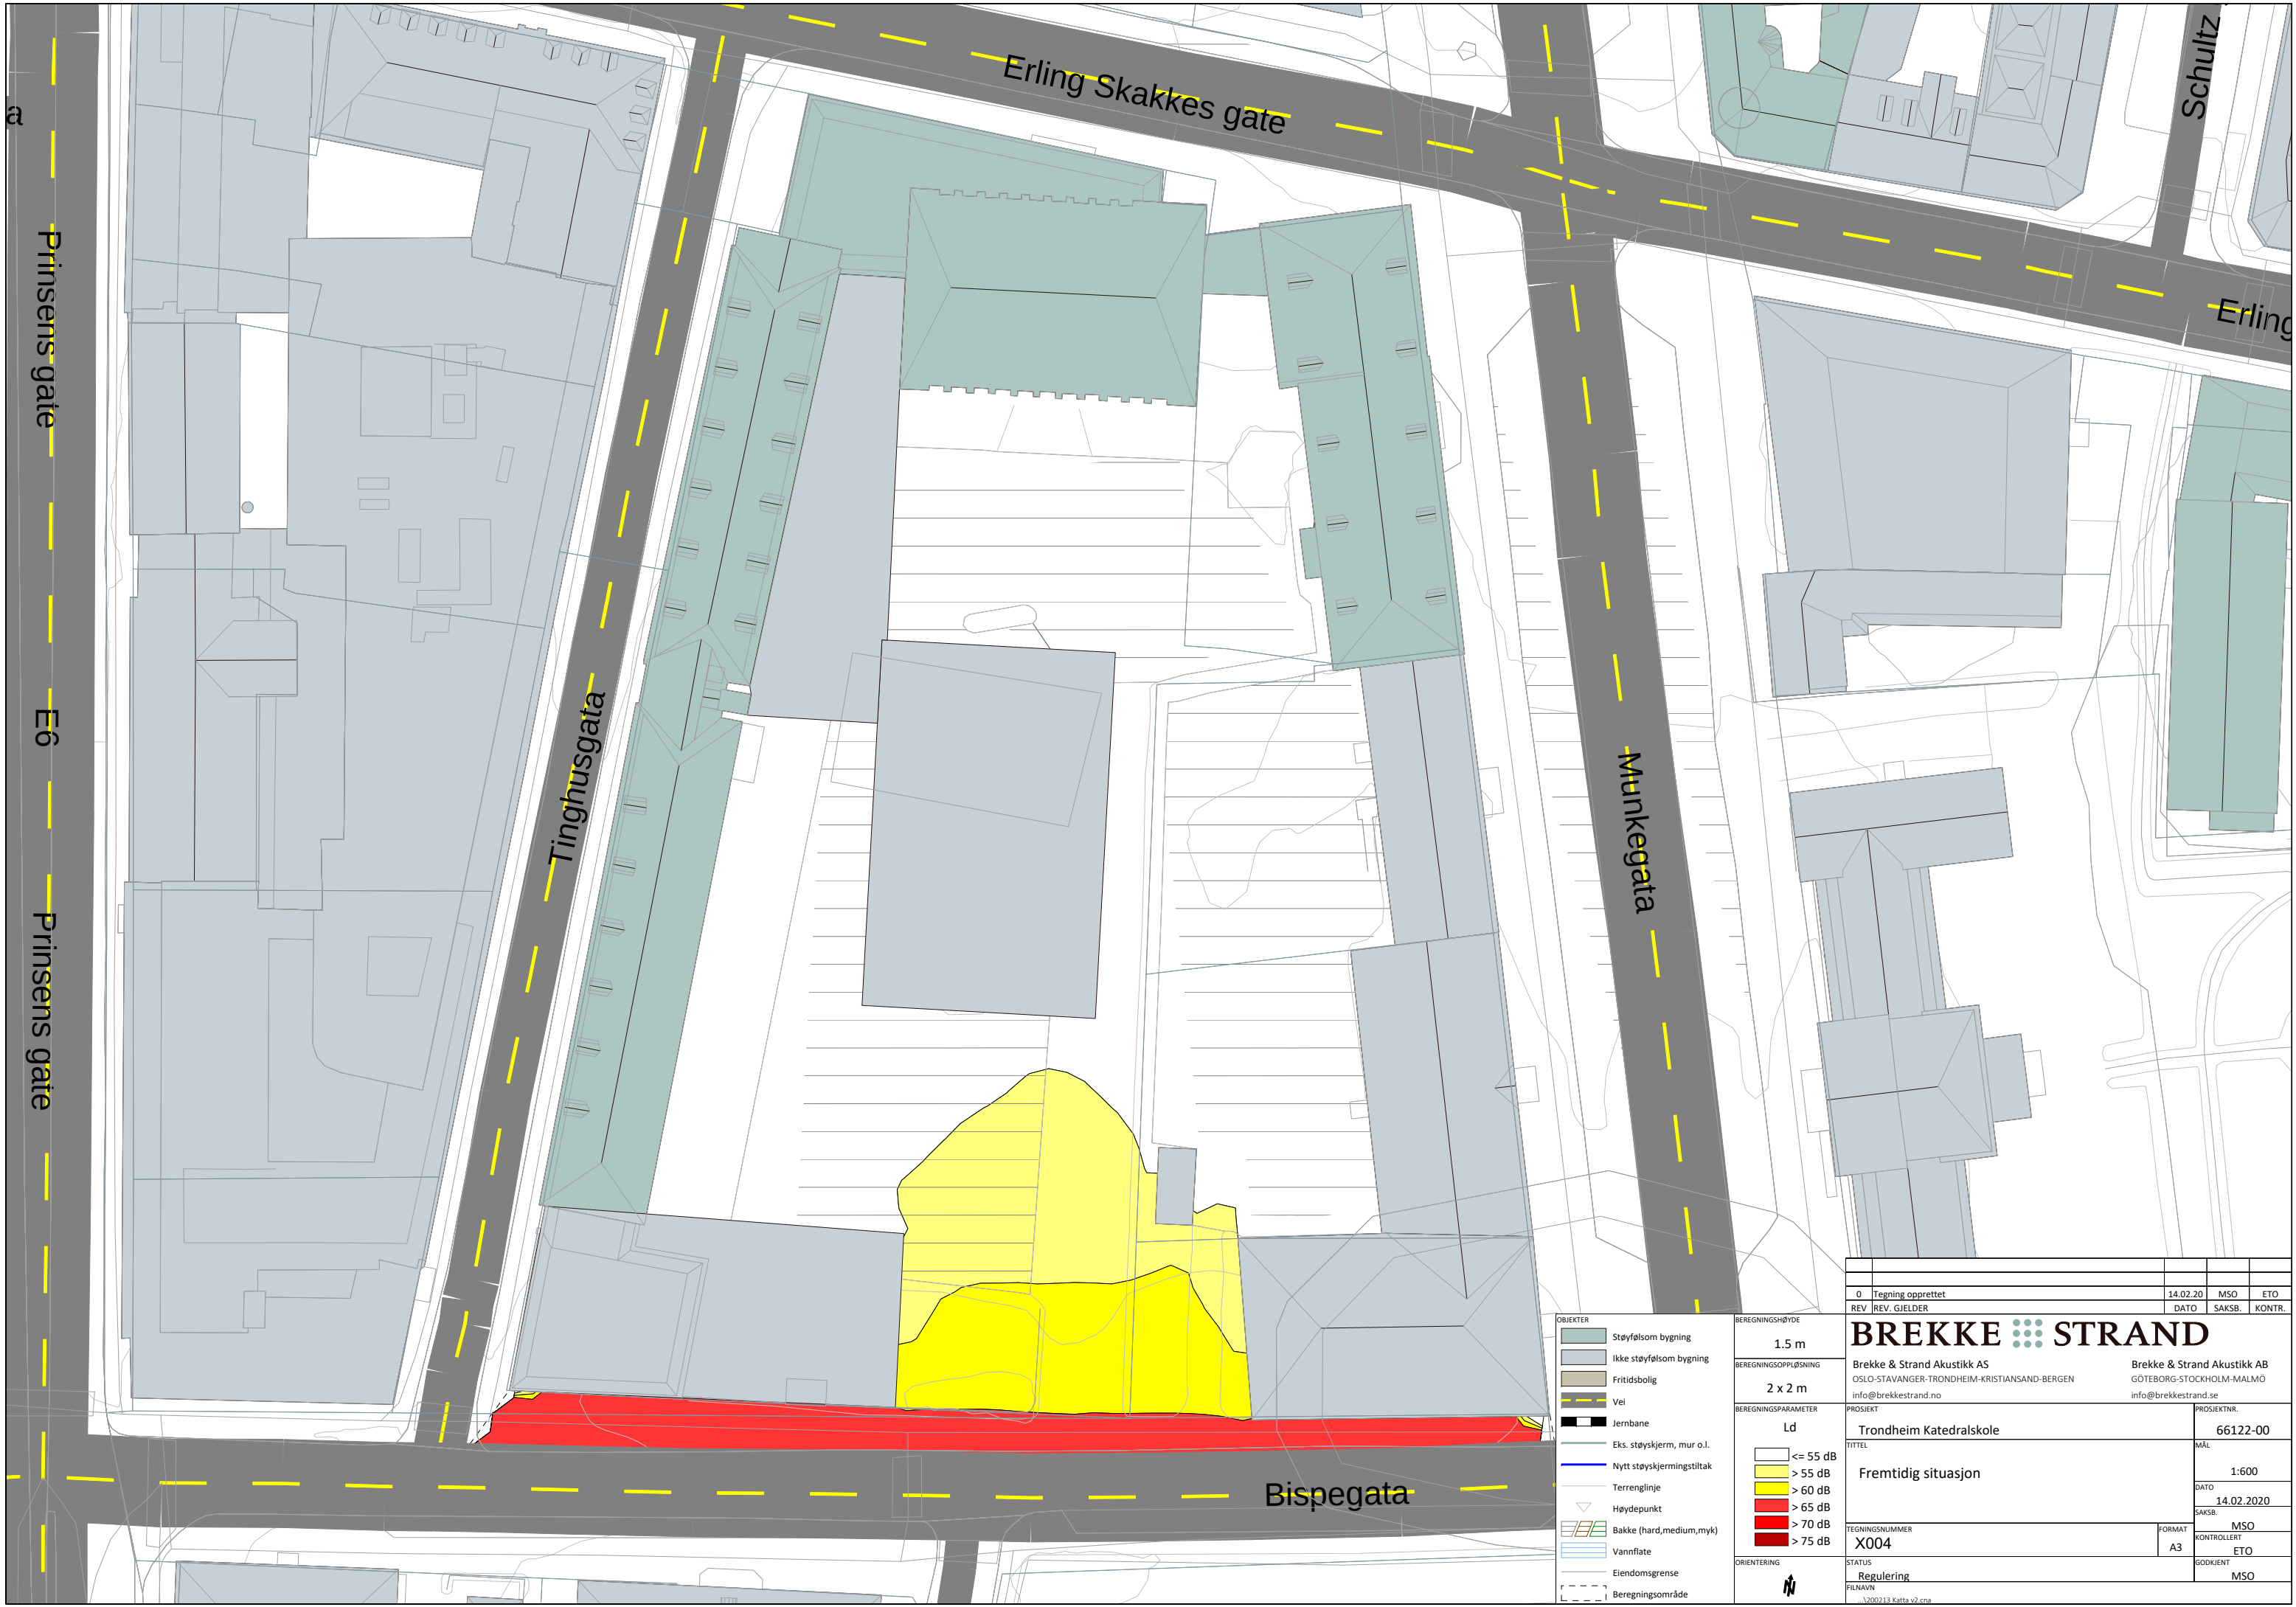 Erling Skakkes gate
Schultz
a
Prinsens gate
Erling
E6
Tinghusgata
Munkegata
Prinsens gate
Bispegata
OBJEKTER
Støyfølsom bygning
Ikke støyfølsom bygning
Fritidsbolig
Vei
Jernbane
Eks. støyskjerm, mur o.l.
Nytt støyskjermingstiltak
Terrenglinje
Høydepunkt
Bakke (hard,medium,myk)
Vannflate
Eiendomsgrense
Beregningsområde
BEREGNINGSHØYDE
1.5 m
BEREGNINGSOPPLØSNING
2 x 2 m
BEREGNINGSPARAMETER
Ld
<= 55 dB
> 55 dB
> 60 dB
> 65 dB
> 70 dB
> 75 dB
ORIENTERING
N
0 Tegning opprettet 14.02.20 MSO ETO
REV REV. GJELDER DATO SAKSB. KONTR.
BREKKE STRAND
Brekke & Strand Akustikk AS Brekke & Strand Akustikk AB
OSLO-STAVANGER-TRONDHEIM-KRISTIANSAND-BERGEN GÖTEBORG-STOCKHOLM-MALMÖ
info@brekkestrand.no info@brekkestrand.se
PROSJEKT PROSJEKTNR.
Trondheim Katedralskole 66122-00
TITTEL MÅL
Fremtidig situasjon 1:600
DATO
14.02.2020
SAKSB.
MSO
TEGNINGSNUMMER FORMAT KONTROLLERT
X004 A3 ETO
STATUS GODKJENT
Regulering MSO
FILNAVN
...\200213 Katta v2.cna